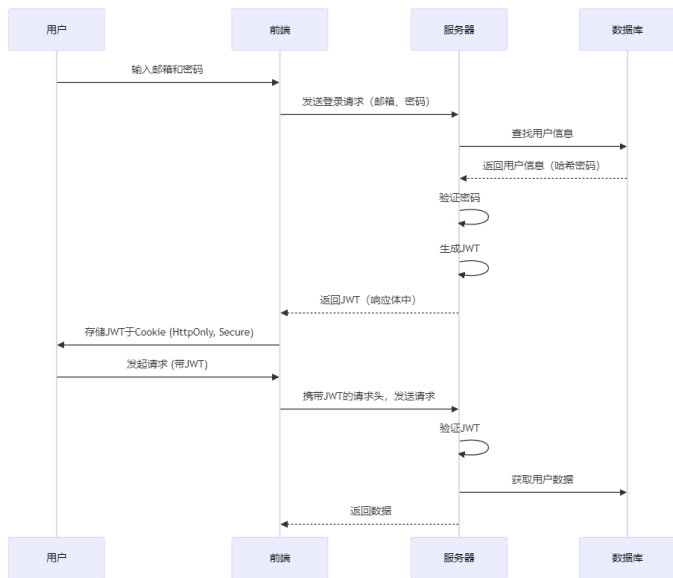 用户
前端
服务器
数据库
输入邮箱和密码
发送登录请求（邮箱、密码）
查找用户信息
返回用户信息（哈希密码）
验证密码
生成JWT
返回JWT（响应体中）
存储JWT于Cookie (HttpOnly, Secure)
发起请求 (带JWT)
携带JWT的请求头，发送请求
验证JWT
获取用户数据
返回数据
用户
前端
服务器
数据库